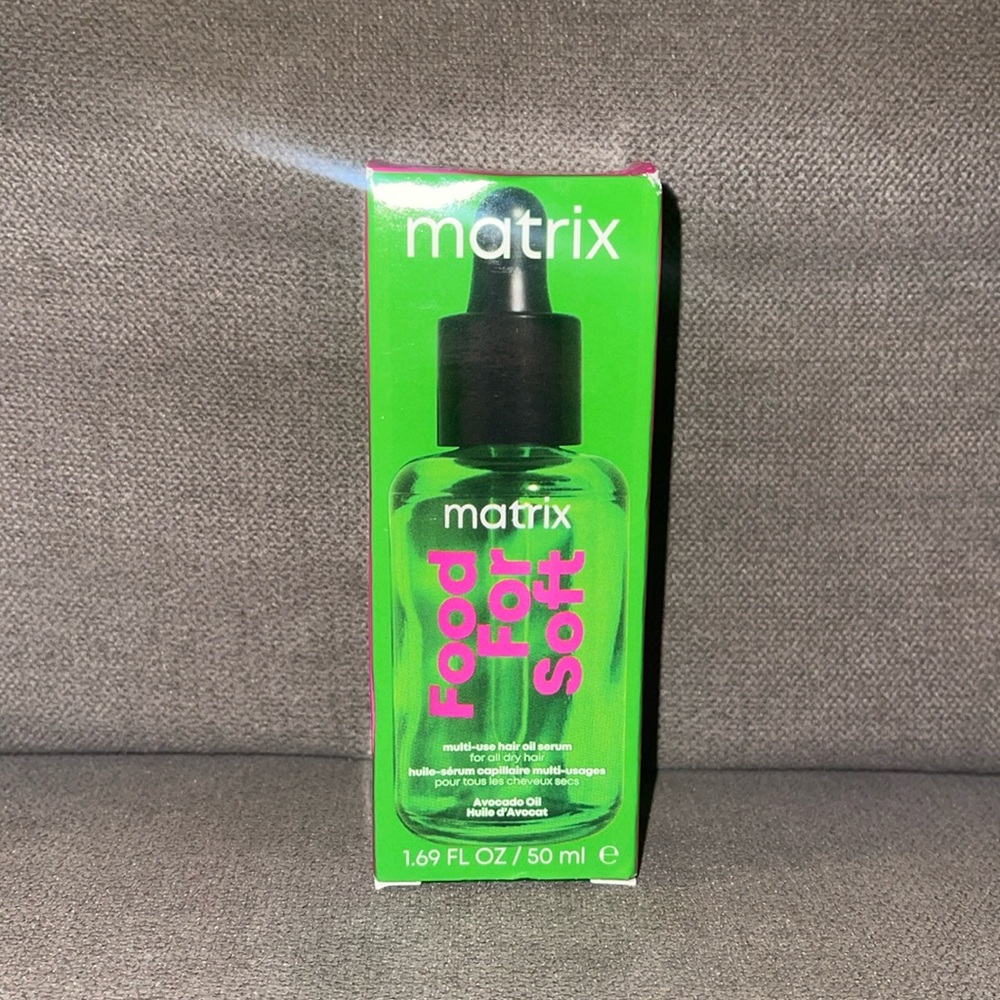 matrix
matrix
Food
For
Soft
multi-use hair oil serum
for all dry hair
huile-sérum capillaire multi-usages
pour tous les cheveux secs
Avocado Oil
Huile d'Avocat
1.69 FL OZ / 50 ml ℮